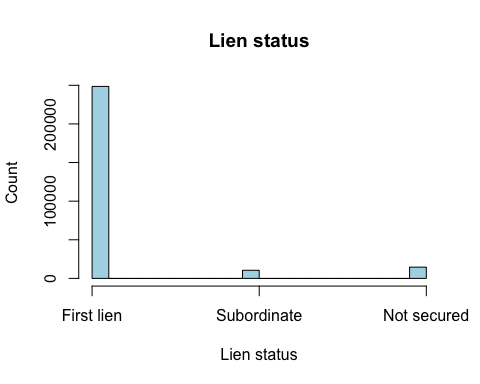 Lien status
200000
100000
0
Count
First lien
Subordinate
Not secured
Lien status